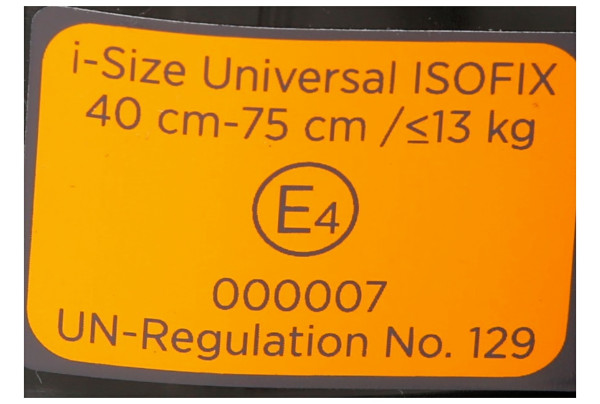 i-Size Universal ISOFIX
40 cm-75 cm /≤13 kg
E4
000007
UN-Regulation No. 129